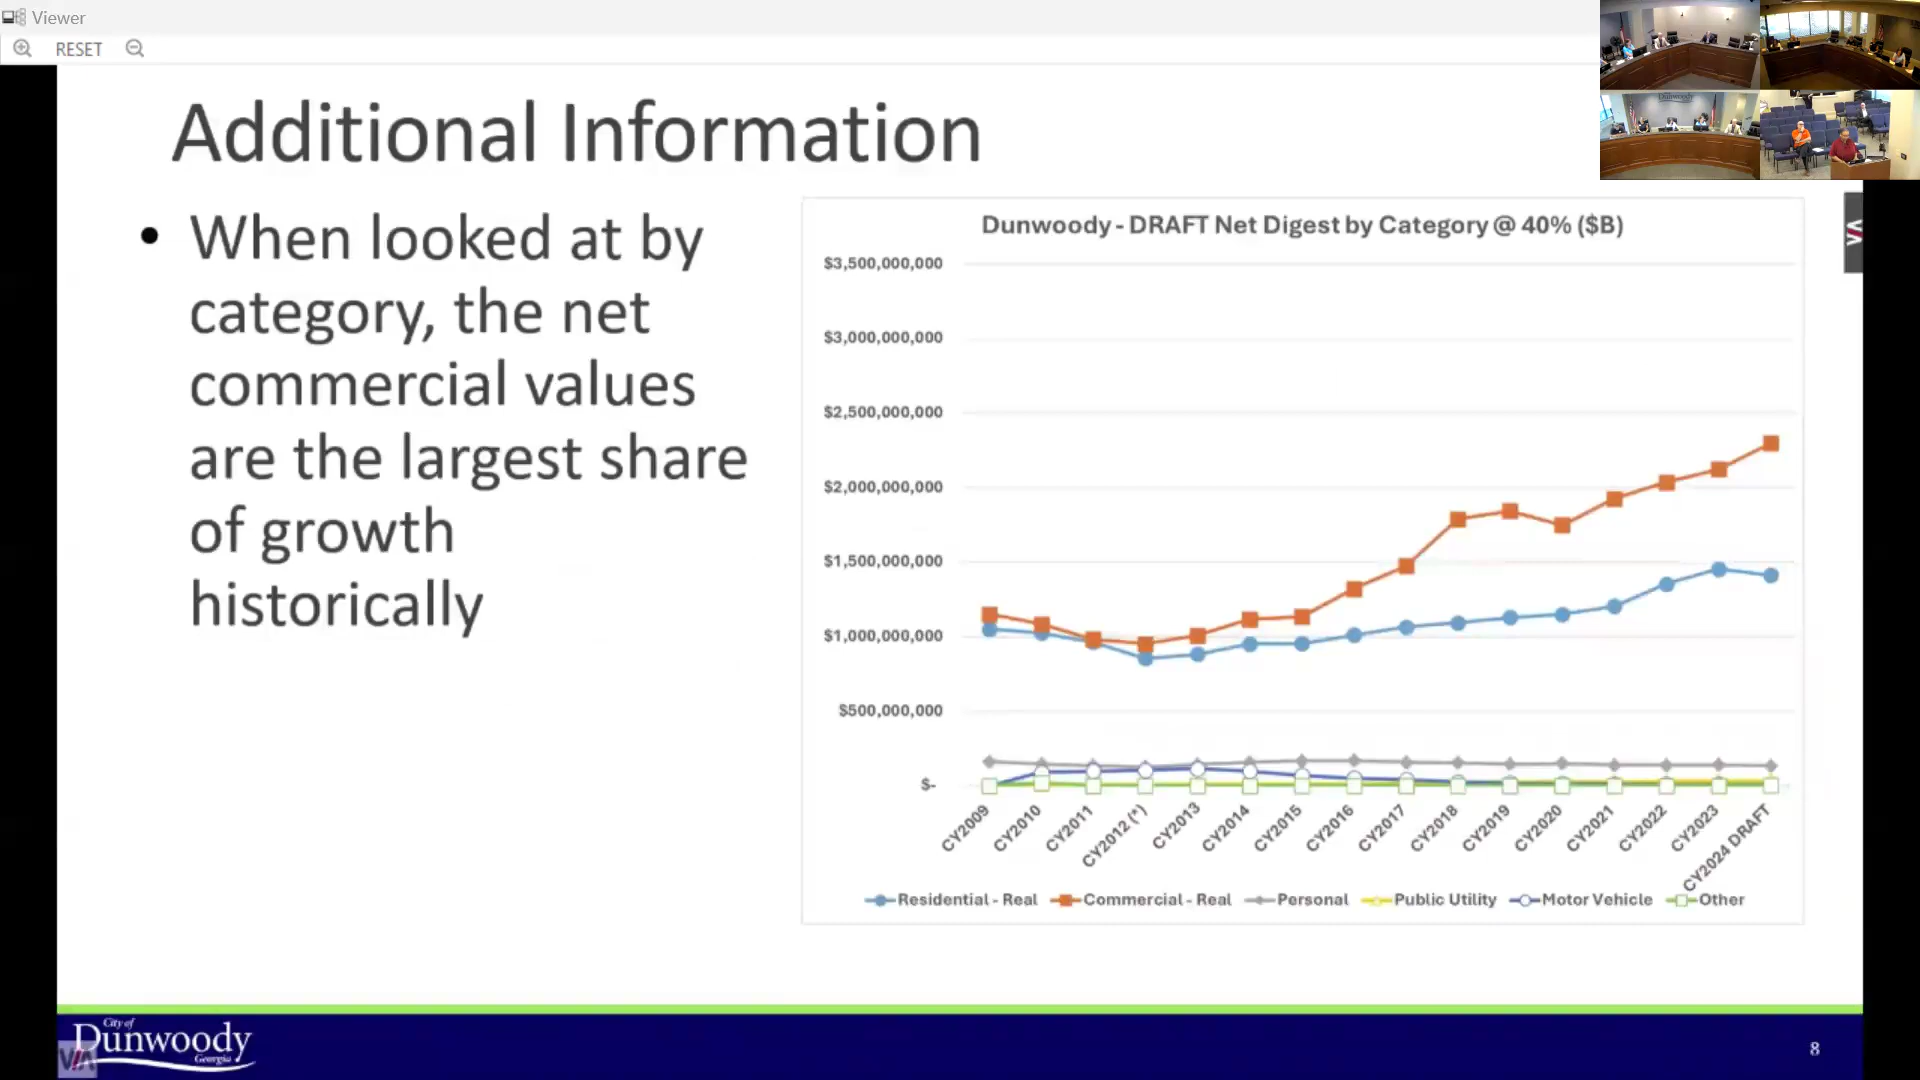 Viewer
RESET
Additional Information
• When looked at by
category, the net
commercial values
are the largest share
of growth
historically
Dunwoody - DRAFT Net Digest by Category @ 40% ($B)
$3,500,000,000
$3,000,000,000
$2,500,000,000
$2,000,000,000
$1,500,000,000
$1,000,000,000
$500,000,000
$-
CY2009
CY2010
CY2011
CY2012 (*)
CY2013
CY2014
CY2015
CY2016
CY2017
CY2018
CY2019
CY2020
CY2021
CY2022
CY2023
CY2024 DRAFT
Residential - Real
Commercial - Real
Personal
Public Utility
Motor Vehicle
Other
City of
Dunwoody
Georgia
8